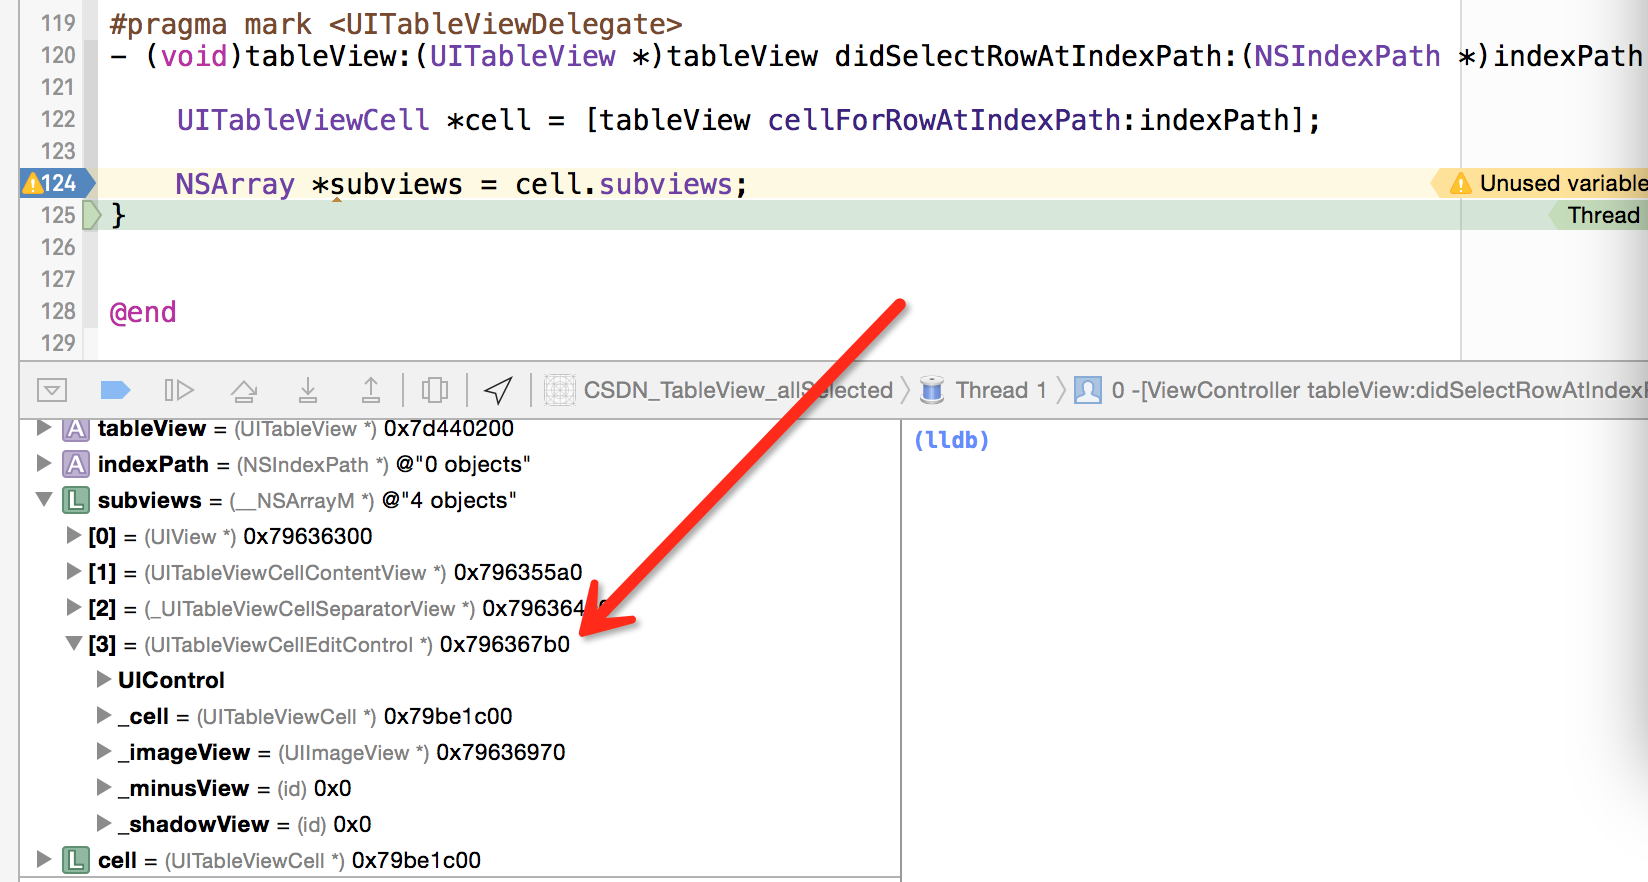 119 #pragma mark <UITableViewDelegate>
120 - (void)tableView:(UITableView *)tableView didSelectRowAtIndexPath:(NSIndexPath *)indexPath
121
122 UITableViewCell *cell = [tableView cellForRowAtIndexPath:indexPath];
123
124 NSArray *subviews = cell.subviews; Unused variable
125 } Thread
126
127
128 @end
129
CSDN_TableView_allSelected Thread 1 0 -[ViewController tableView:didSelectRowAtIndexP
A tableView = (UITableView *) 0x7d440200
(lldb)
A indexPath = (NSIndexPath *) @"0 objects"
L subviews = (__NSArrayM *) @"4 objects"
[0] = (UIView *) 0x79636300
[1] = (UITableViewCellContentView *) 0x796355a0
[2] = (_UITableViewCellSeparatorView *) 0x796364
[3] = (UITableViewCellEditControl *) 0x796367b0
UIControl
_cell = (UITableViewCell *) 0x79be1c00
_imageView = (UIImageView *) 0x79636970
_minusView = (id) 0x0
_shadowView = (id) 0x0
L cell = (UITableViewCell *) 0x79be1c00